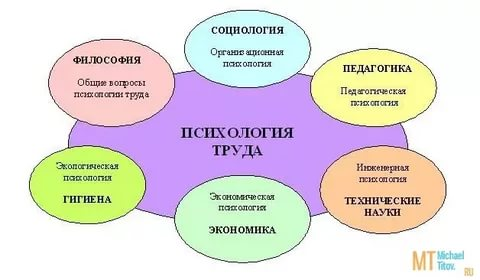 СОЦИОЛОГИЯ
Организационная
психология
ФИЛОСОФИЯ
Общие вопросы
психологии труда
ПЕДАГОГИКА
Педагогическая
психология
ПСИХОЛОГИЯ
ТРУДА
Экологическая
психология
ГИГИЕНА
Экономическая
психология
ЭКОНОМИКА
Инженерная
психология
ТЕХНИЧЕСКИЕ
НАУКИ
MT Michael
Titov.
RU